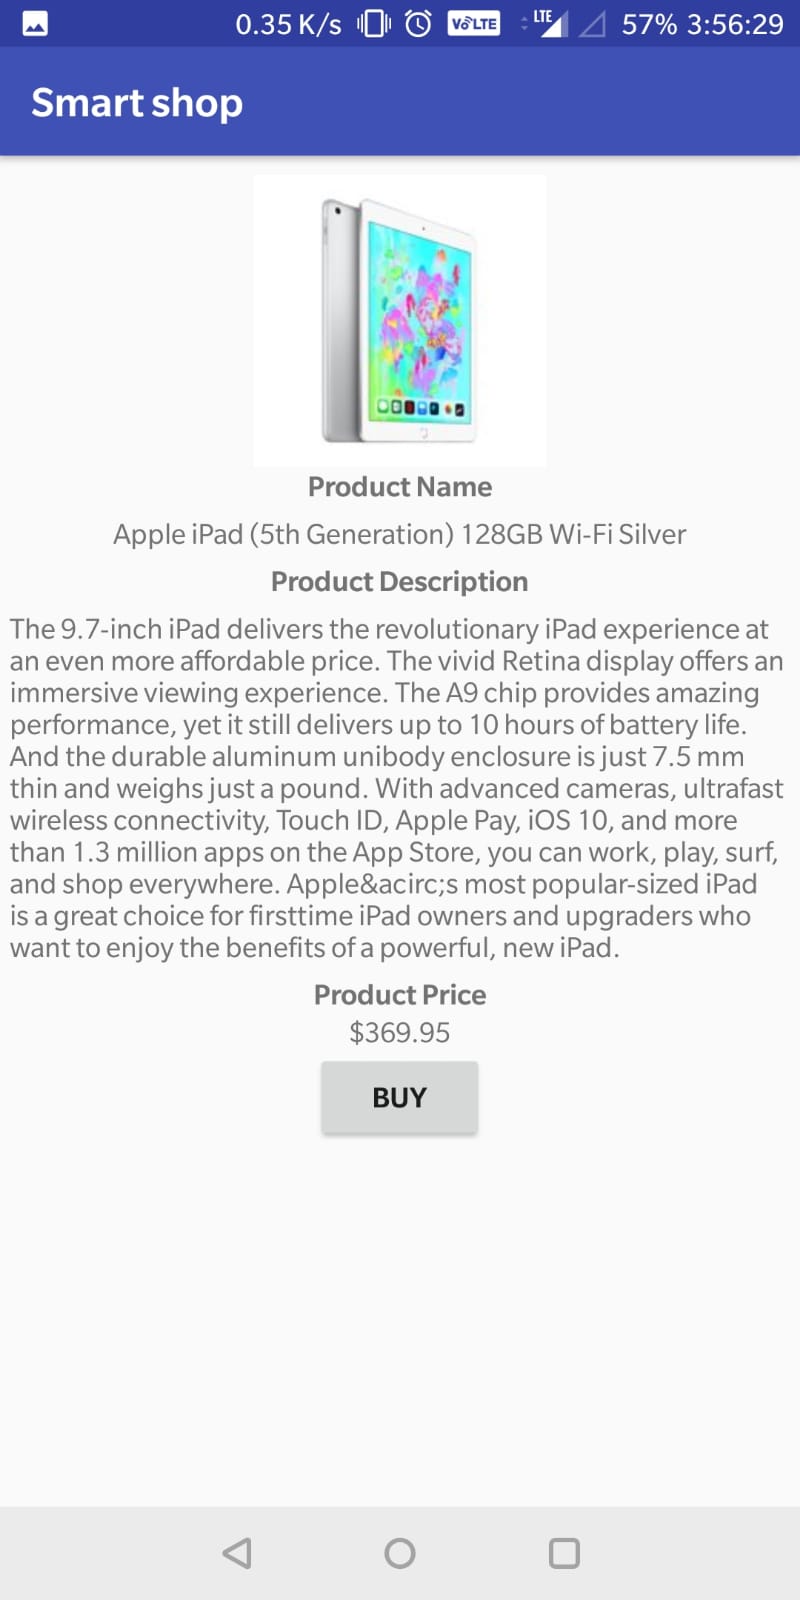 0.35 K/s VoLTE LTE 57% 3:56:29
Smart shop
Product Name
Apple iPad (5th Generation) 128GB Wi-Fi Silver
Product Description
The 9.7-inch iPad delivers the revolutionary iPad experience at
an even more affordable price. The vivid Retina display offers an
immersive viewing experience. The A9 chip provides amazing
performance, yet it still delivers up to 10 hours of battery life.
And the durable aluminum unibody enclosure is just 7.5 mm
thin and weighs just a pound. With advanced cameras, ultrafast
wireless connectivity, Touch ID, Apple Pay, iOS 10, and more
than 1.3 million apps on the App Store, you can work, play, surf,
and shop everywhere. Apple&acirc;s most popular-sized iPad
is a great choice for firsttime iPad owners and upgraders who
want to enjoy the benefits of a powerful, new iPad.
Product Price
$369.95
BUY